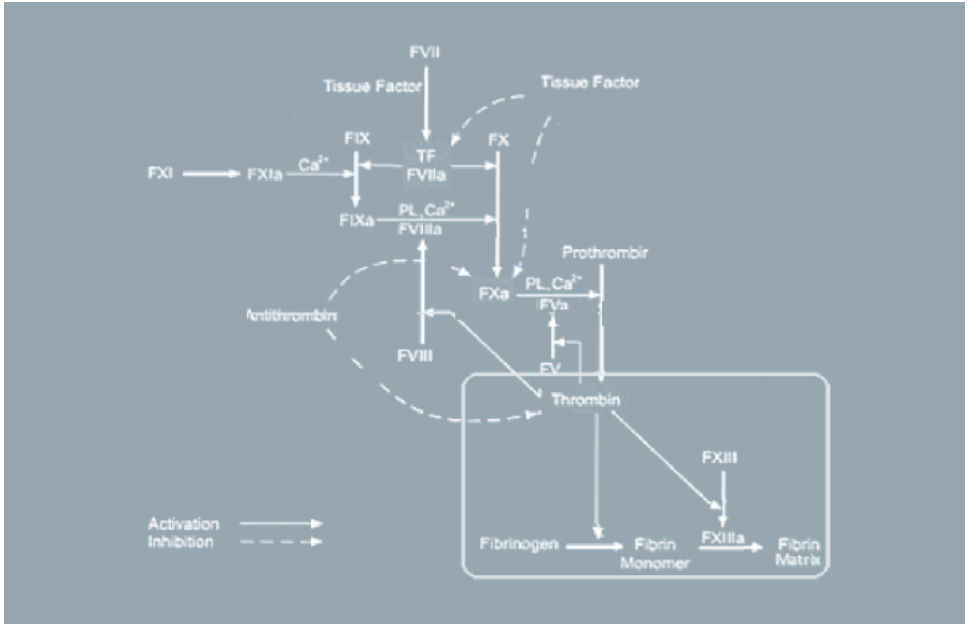 FVII
Tissue Factor
Tissue Factor
FIX
FX
TF
FVIIa
FXI
FXIa
Ca²⁺
FIXa
PL,Ca²⁺
FVIIIa
Prothrombir
FXa
PL,Ca²⁺
FVa
Antithrombin
FVIII
FV
Thrombin
FXIII
Activation
Inhibition
Fibrinogen
Fibrin
Monomer
FXIIIa
Fibrin
Matrix